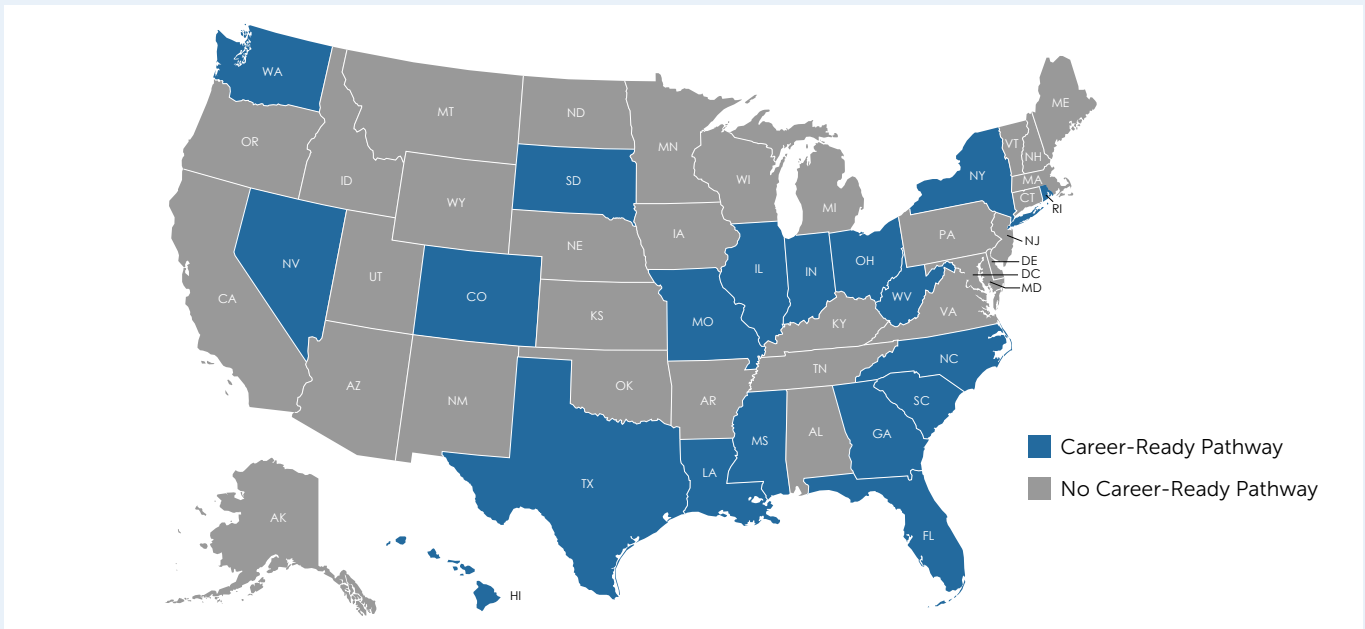 WA
MT
ND
ME
OR
MN
VT
NH
ID
SD
WI
NY
MA
CT
WY
MI
RI
IA
PA
NE
NJ
NV
UT
IL
IN
OH
DE
DC
CO
MD
CA
WV
KS
MO
VA
KY
NC
TN
AZ
OK
NM
AR
SC
MS
AL
GA
Career-Ready Pathway
LA
TX
No Career-Ready Pathway
AK
FL
HI